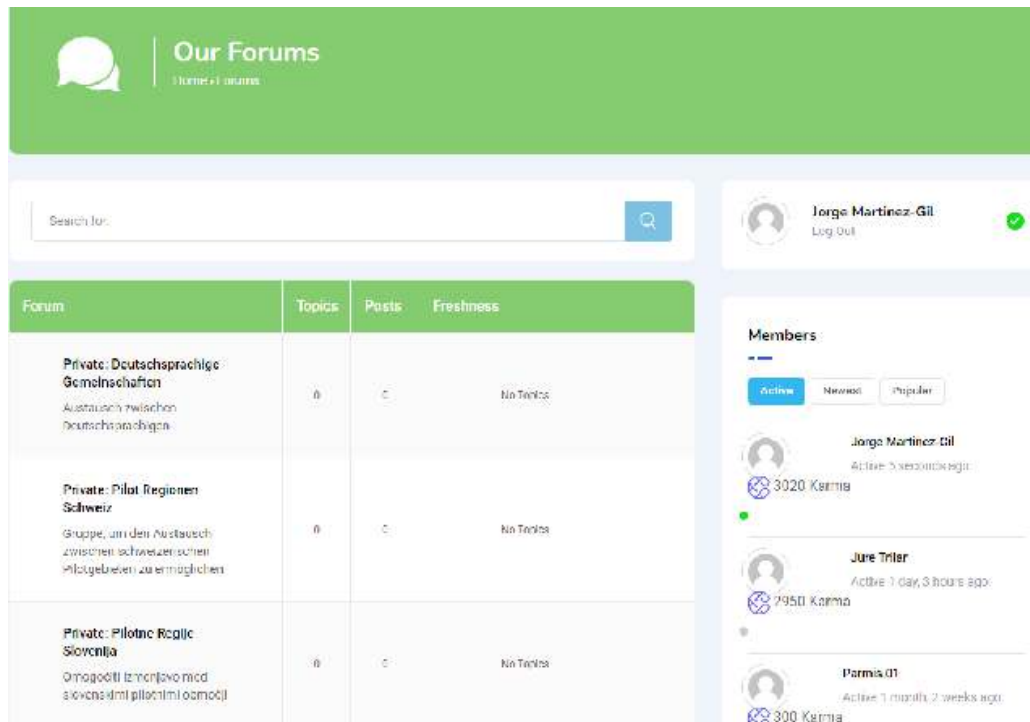 Our Forums
Home › Forums
Search for:
Jorge Martinez-Gil
Log Out
Forum Topics Posts Freshness
Private: Deutschsprachige
Gemeinschaften
Austausch zwischen
Deutschsprachigen
0 0 No Topics
Private: Pilot Regionen
Schweiz
Gruppe, um den Austausch
zwischen schweizerischen
Pilotgebieten zu ermöglichen
0 0 No Topics
Private: Pilotne Regije
Slovenija
Omogočiti izmenjavo med
slovenskimi pilotnimi območji
0 0 No Topics
Members
Active Newest Popular
Jorge Martinez-Gil
Active 5 seconds ago
3020 Karma
Jure Trilar
Active 1 day, 3 hours ago
2950 Karma
Parmis 01
Active 1 month, 2 weeks ago
300 Karma